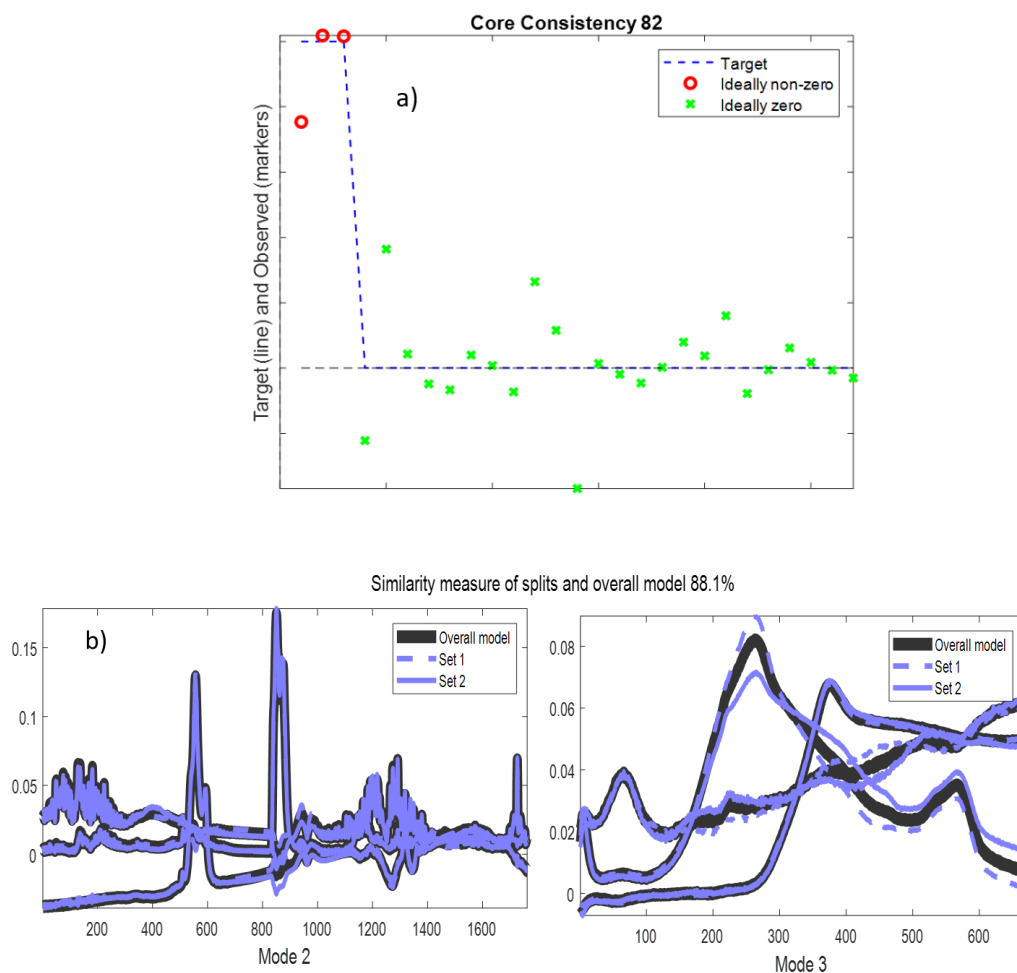 Core Consistency 82
Target (line) and Observed (markers)
a)
Target
Ideally non-zero
Ideally zero
Similarity measure of splits and overall model 88.1%
b)
Overall model
Set 1
Set 2
0.15
0.1
0.05
0
200 400 600 800 1000 1200 1400 1600
Mode 2
Overall model
Set 1
Set 2
0.08
0.06
0.04
0.02
0
100 200 300 400 500 600
Mode 3